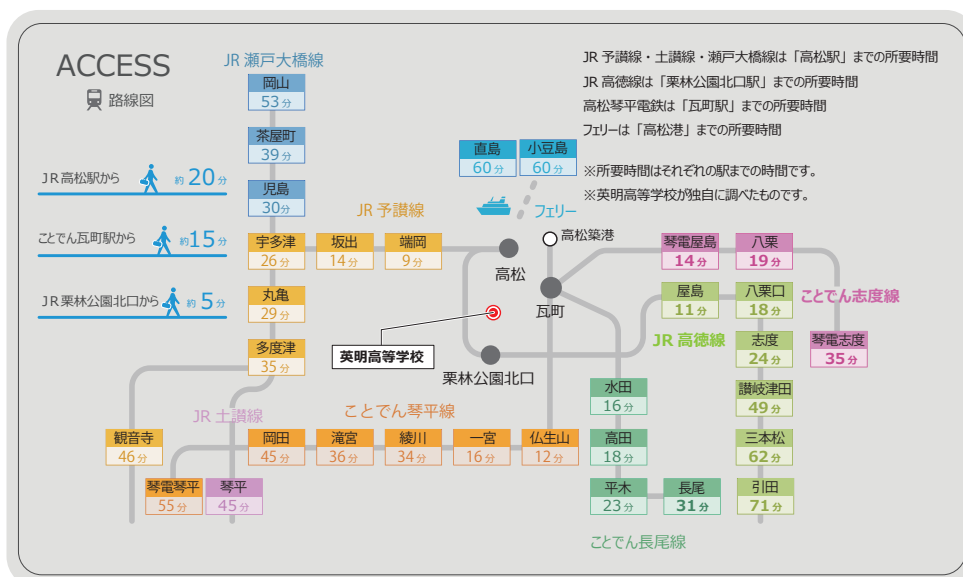 ACCESS
路線図
JR 瀬戸大橋線
岡山
53分
茶屋町
39分
児島
30分
JR 予讃線・土讃線・瀬戸大橋線は「高松駅」までの所要時間
JR 高徳線は「栗林公園北口駅」までの所要時間
高松琴平電鉄は「瓦町駅」までの所要時間
フェリーは「高松港」までの所要時間
※所要時間はそれぞれの駅までの時間です。
※英明高等学校が独自に調べたものです。
JR高松駅から 約20分
ことでん瓦町駅から 約15分
JR栗林公園北口から 約5分
直島
60分
小豆島
60分
フェリー
JR 予讃線
宇多津
26分
坂出
14分
端岡
9分
丸亀
29分
多度津
35分
観音寺
46分
高松
高松築港
瓦町
英明高等学校
栗林公園北口
琴電屋島
14分
八栗
19分
ことでん志度線
琴電志度
35分
屋島
11分
八栗口
18分
JR 高徳線
志度
24分
讃岐津田
49分
三本松
62分
引田
71分
JR 土讃線
琴平
45分
ことでん琴平線
岡田
45分
滝宮
36分
綾川
34分
一宮
16分
仏生山
12分
琴電琴平
55分
水田
16分
高田
18分
平木
23分
長尾
31分
ことでん長尾線